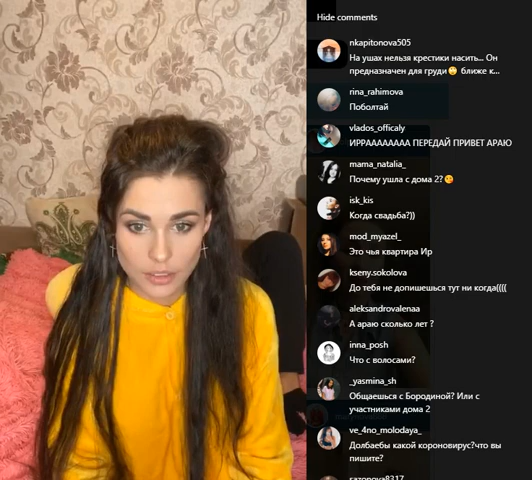 Hide comments
nkapitonova505
На ушах нельзя крестики насить... Он
предназначен для груди🙄 ближе к...
rina_rahimova
Поболтай
vlados_officaly
ИРРАААААААА ПЕРЕДАЙ ПРИВЕТ АРАЮ
mama_natalia_
Почему ушла с дома 2?😋
isk_kis
Когда свадьба?))
mod_myazel_
Это чья квартира Ир
kseny.sokolova
До тебя не допишешься тут ни когда((((
aleksandrovalenaa
А араю сколько лет ?
inna_posh
Что с волосами?
_yasmina_sh
Общаешься с Бородиной? Или с
участниками дома 2
ve_4no_molodaya_
Долбаебы какой короновирус?что вы
пишите?
sazonova8317